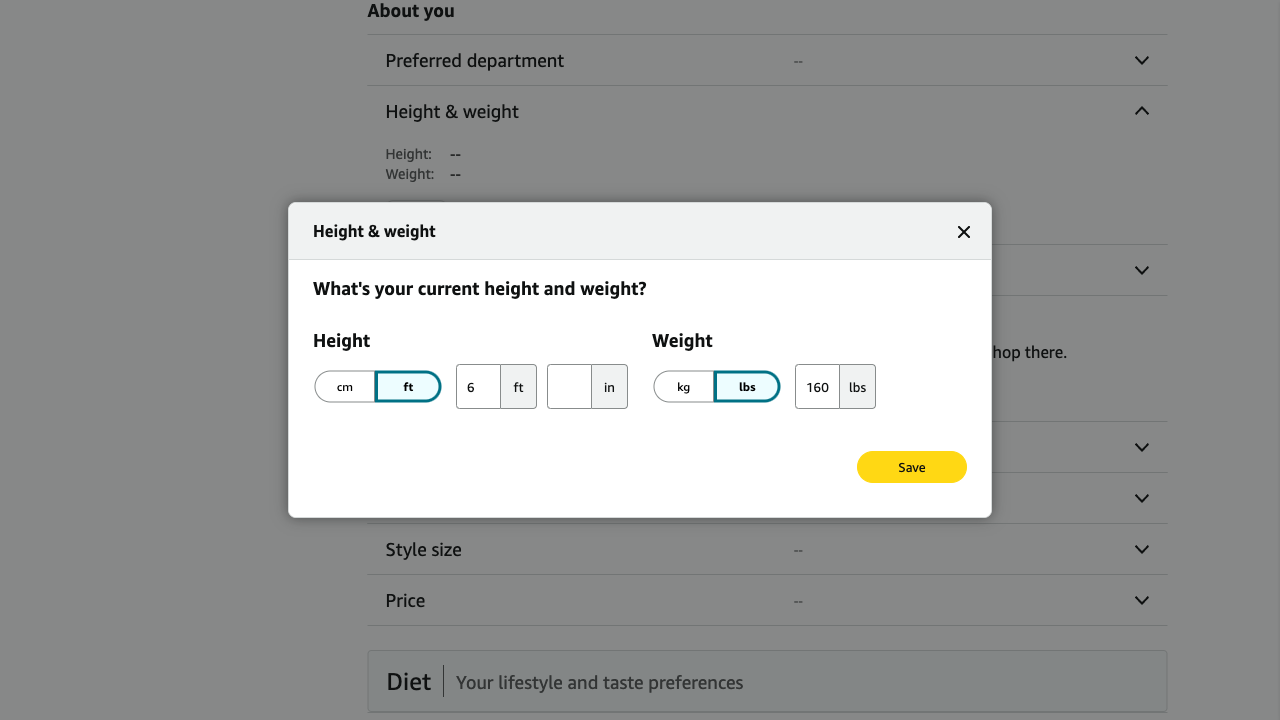 About you
Preferred department --
Height & weight
Height: --
Weight: --
Height & weight
What's your current height and weight?
Height Weight
cm ft 6 ft in kg lbs 160 lbs
hop there.
Save
Style size --
Price --
Diet Your lifestyle and taste preferences